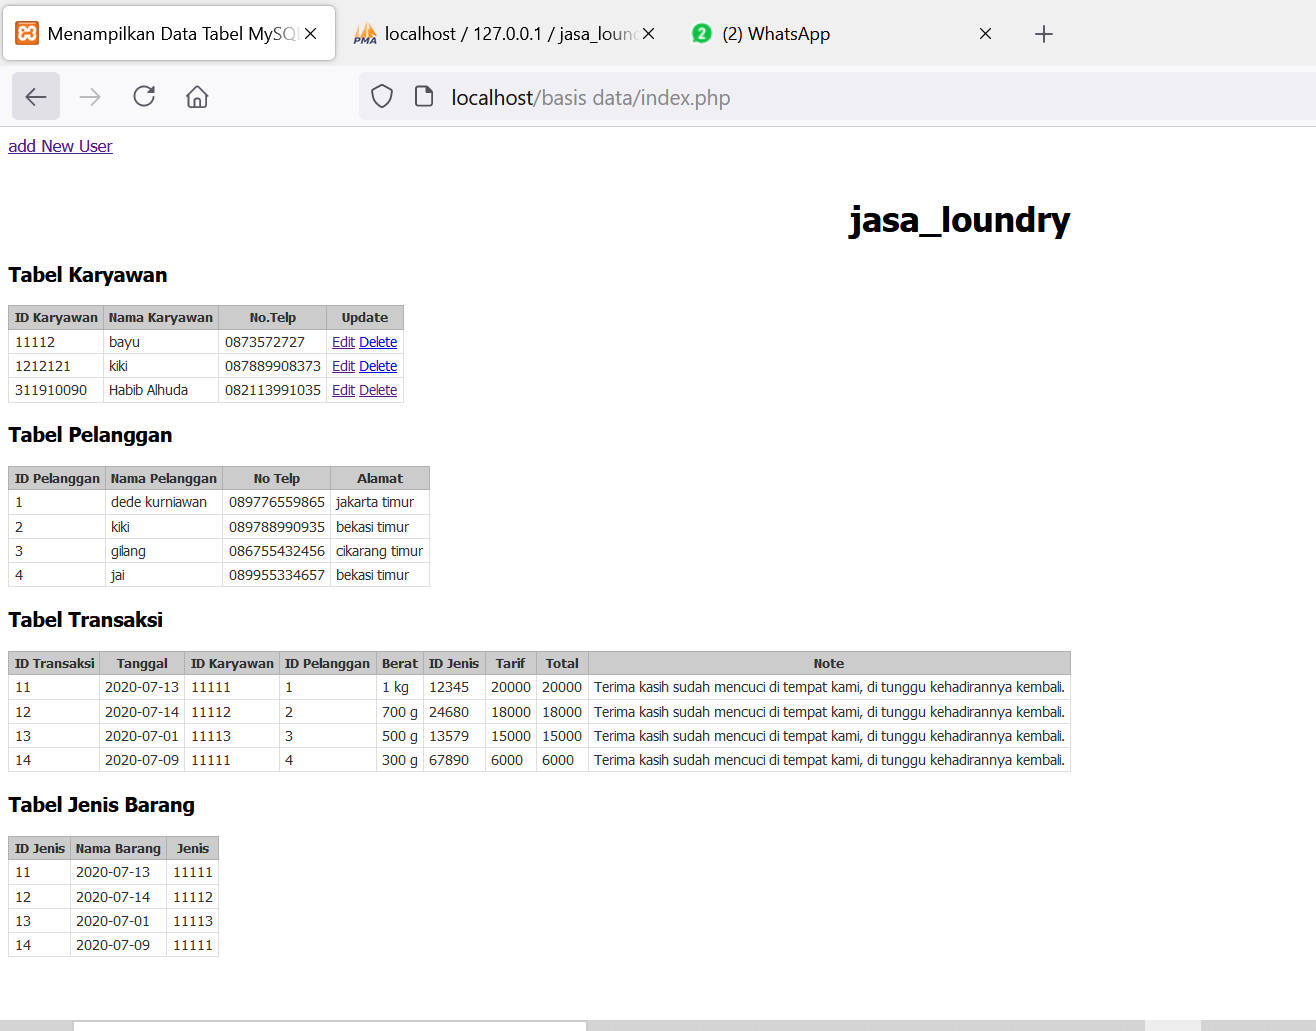 Menampilkan Data Tabel MySQL
localhost / 127.0.0.1 / jasa_loun
2 (2) WhatsApp
localhost/basis data/index.php
add New User
jasa_loundry
Tabel Karyawan
ID Karyawan Nama Karyawan No.Telp Update
11112 bayu 0873572727 Edit Delete
1212121 kiki 087889908373 Edit Delete
311910090 Habib Alhuda 082113991035 Edit Delete
Tabel Pelanggan
ID Pelanggan Nama Pelanggan No Telp Alamat
1 dede kurniawan 089776559865 jakarta timur
2 kiki 089788990935 bekasi timur
3 gilang 086755432456 cikarang timur
4 jai 089955334657 bekasi timur
Tabel Transaksi
ID Transaksi Tanggal ID Karyawan ID Pelanggan Berat ID Jenis Tarif Total Note
11 2020-07-13 11111 1 1 kg 12345 20000 20000 Terima kasih sudah mencuci di tempat kami, di tunggu kehadirannya kembali.
12 2020-07-14 11112 2 700 g 24680 18000 18000 Terima kasih sudah mencuci di tempat kami, di tunggu kehadirannya kembali.
13 2020-07-01 11113 3 500 g 13579 15000 15000 Terima kasih sudah mencuci di tempat kami, di tunggu kehadirannya kembali.
14 2020-07-09 11111 4 300 g 67890 6000 6000 Terima kasih sudah mencuci di tempat kami, di tunggu kehadirannya kembali.
Tabel Jenis Barang
ID Jenis Nama Barang Jenis
11 2020-07-13 11111
12 2020-07-14 11112
13 2020-07-01 11113
14 2020-07-09 11111